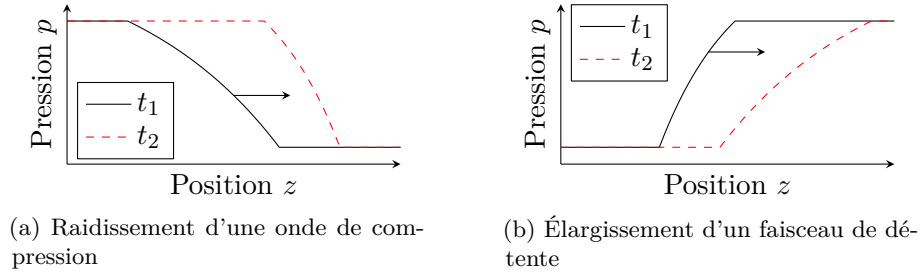 Pression p
t₁
t₂
Position z
(a) Raidissement d'une onde de com-
pression
Pression p
t₁
t₂
Position z
(b) Élargissement d'un faisceau de dé-
tente